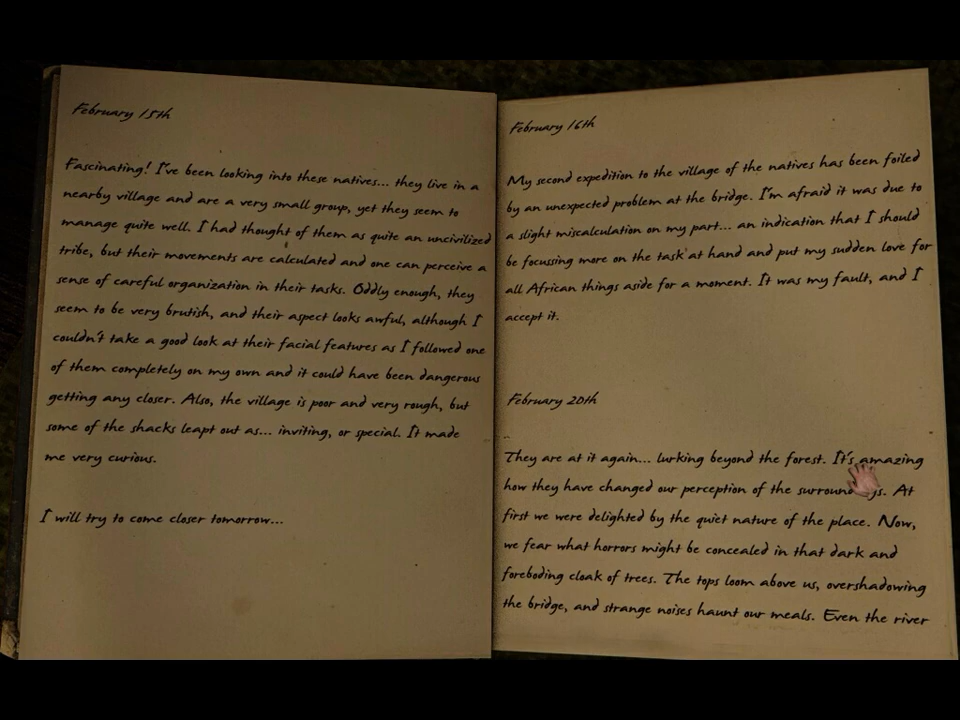 February 15th
Fascinating! I've been looking into these natives... they live in a
nearby village and are a very small group, yet they seem to
manage quite well. I had thought of them as quite an uncivilized
tribe, but their movements are calculated and one can perceive a
sense of careful organization in their tasks. Oddly enough, they
seem to be very brutish, and their aspect looks awful, although I
couldn't take a good look at their facial features as I followed one
of them completely on my own and it could have been dangerous
getting any closer. Also, the village is poor and very rough, but
some of the shacks leapt out as... inviting, or special. It made
me very curious.
I will try to come closer tomorrow...
February 16th
My second expedition to the village of the natives has been foiled
by an unexpected problem at the bridge. I'm afraid it was due to
a slight miscalculation on my part... an indication that I should
be focussing more on the task at hand and put my sudden love for
all African things aside for a moment. It was my fault, and I
accept it.
February 20th
They are at it again... lurking beyond the forest. It's amazing
how they have changed our perception of the At
first we were delighted by the quiet nature of the place. Now,
we fear what horrors might be concealed in that dark and
foreboding cloak of trees. The tops loom above us, overshadowing
the bridge, and strange noises haunt our meals. Even the river